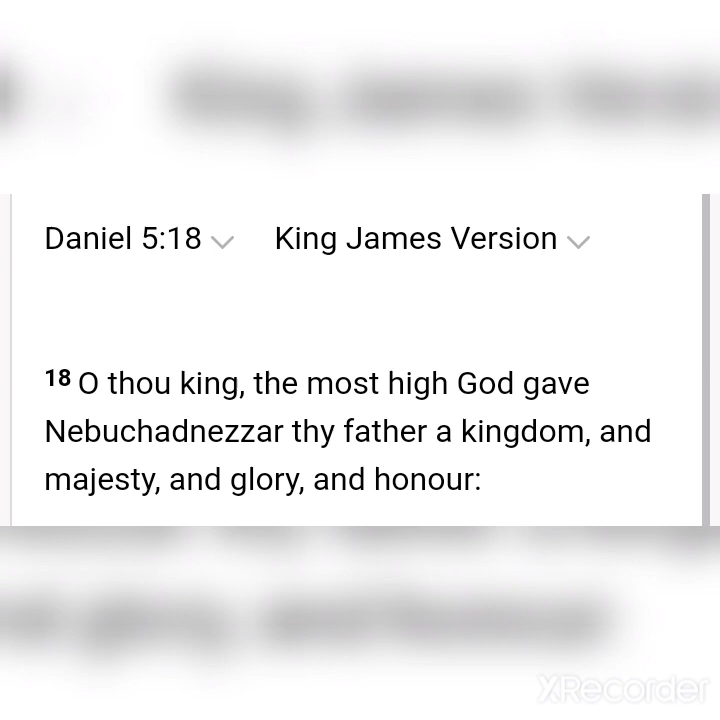 Daniel 5:18 King James Version
18 O thou king, the most high God gave
Nebuchadnezzar thy father a kingdom, and
majesty, and glory, and honour:
XRecorder